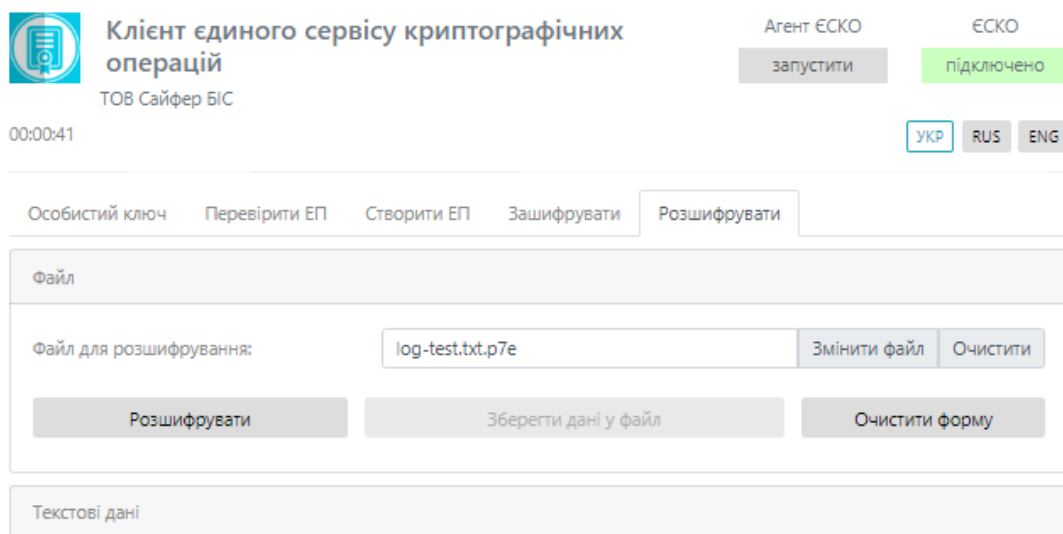 Клієнт єдиного сервісу криптографічних
операцій
ТОВ Сайфер БІС
Агент ЄСКО
ЄСКО
запустити
підключено
00:00:41
УКР RUS ENG
Особистий ключ Перевірити ЕП Створити ЕП Зашифрувати Розшифрувати
Файл
Файл для розшифрування: log-test.txt.p7e Змінити файл Очистити
Розшифрувати Зберегти дані у файл Очистити форму
Текстові дані